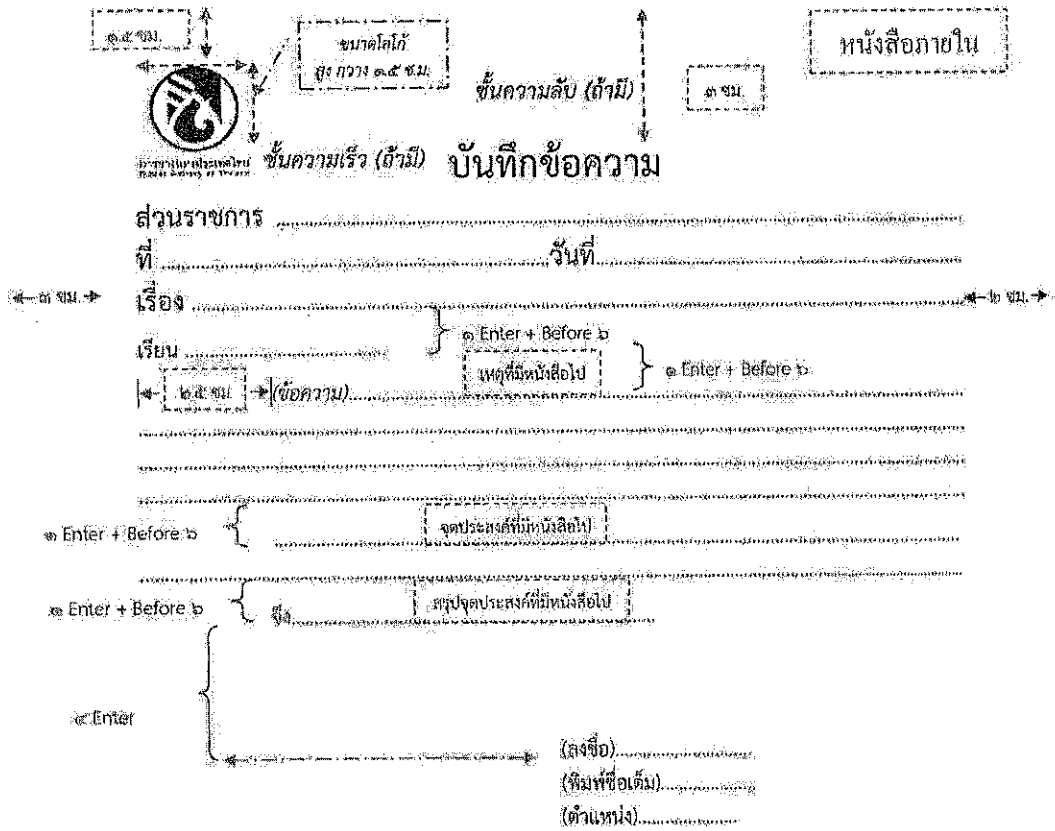 ๑.๕ ซม.
ขนาดโลโก้
สูง กว้าง ๑.๕ ซ.ม.
หนังสือภายใน
ชั้นความลับ (ถ้ามี)
๓ ซม.
ชั้นความเร็ว (ถ้ามี) บันทึกข้อความ
ส่วนราชการ
ที่ วันที่
๓ ซม. เรื่อง ๒ ซม.
๑ Enter + Before ๖
เรียน
เหตุที่มีหนังสือไป ๑ Enter + Before ๖
๒.๕ ซม. (ข้อความ)
๑ Enter + Before ๖ จุดประสงค์ที่มีหนังสือไป
๑ Enter + Before ๖ สรุปจุดประสงค์ที่มีหนังสือไป
จึง
๔ Enter
(ลงชื่อ)
(พิมพ์ชื่อเต็ม)
(ตำแหน่ง)